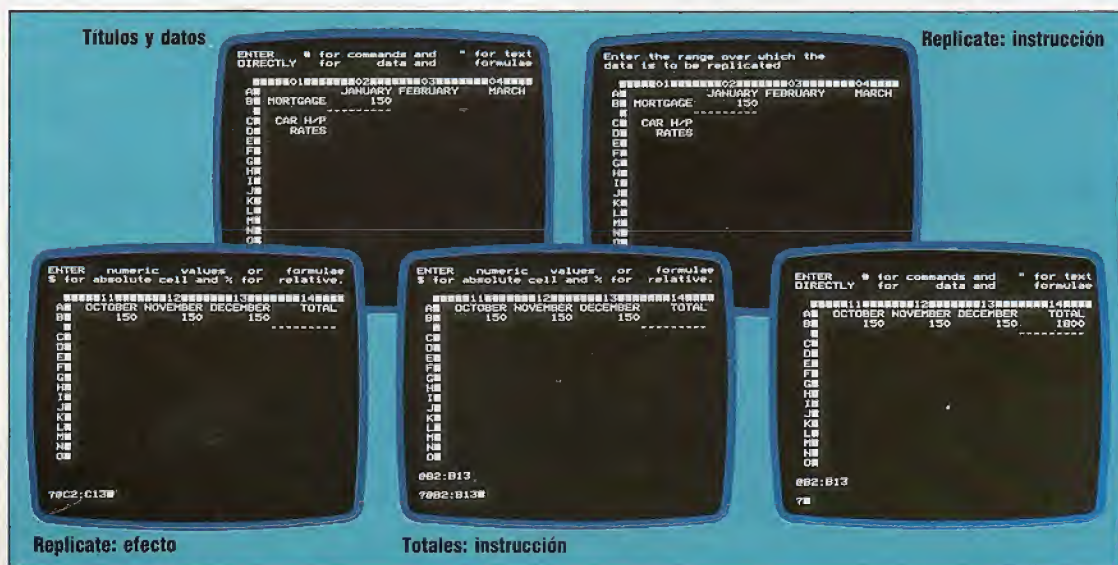 Títulos y datos
ENTER # for commands and " for text
DIRECTLY for data and formulae
01 02 03 04
A JANUARY FEBRUARY MARCH
B MORTGAGE 150
---------
C CAR H/P
D RATES
E
F
G
H
I
J
K
L
M
N
O
Replicate: instrucción
Enter the range over which the
data is to be replicated
01 02 03 04
A JANUARY FEBRUARY MARCH
B MORTGAGE 150
---------
C CAR H/P
D RATES
E
F
G
H
I
J
K
L
M
N
O
ENTER numeric values or formulae
$ for absolute cell and % for relative.
11 12 13 14
A OCTOBER NOVEMBER DECEMBER TOTAL
B 150 150 150
---------
C
D
E
F
G
H
I
J
K
L
M
N
O
?@C2:C13
Replicate: efecto
ENTER numeric values or formulae
$ for absolute cell and % for relative.
11 12 13 14
A OCTOBER NOVEMBER DECEMBER TOTAL
B 150 150 150
---------
C
D
E
F
G
H
I
J
K
L
M
N
O
@B2:B13
?@B2:B13
Totales: instrucción
ENTER # for commands and " for text
DIRECTLY for data and formulae
11 12 13 14
A OCTOBER NOVEMBER DECEMBER TOTAL
B 150 150 150 1800
---------
C
D
E
F
G
H
I
J
K
L
M
N
O
@B2:B13
?